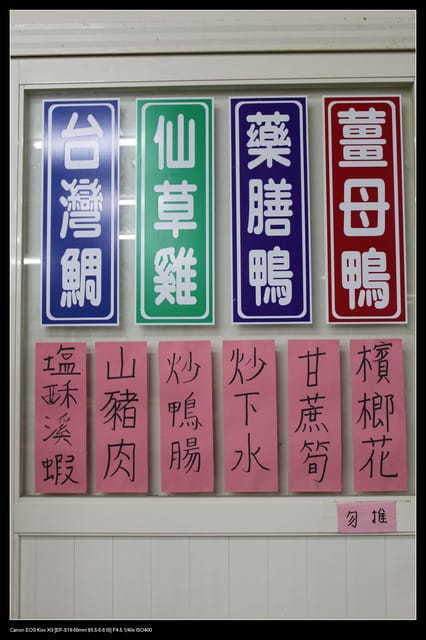 薑母鴨
藥膳鴨
仙草雞
台灣鯛
檳榔花
甘蔗筍
炒下水
炒鴨腸
山豬肉
塩酥溪蝦
勿推
Canon EOS Kiss X3 [EF-S18-55mm f/3.5-5.6 IS] F4.5 1/40s ISO400